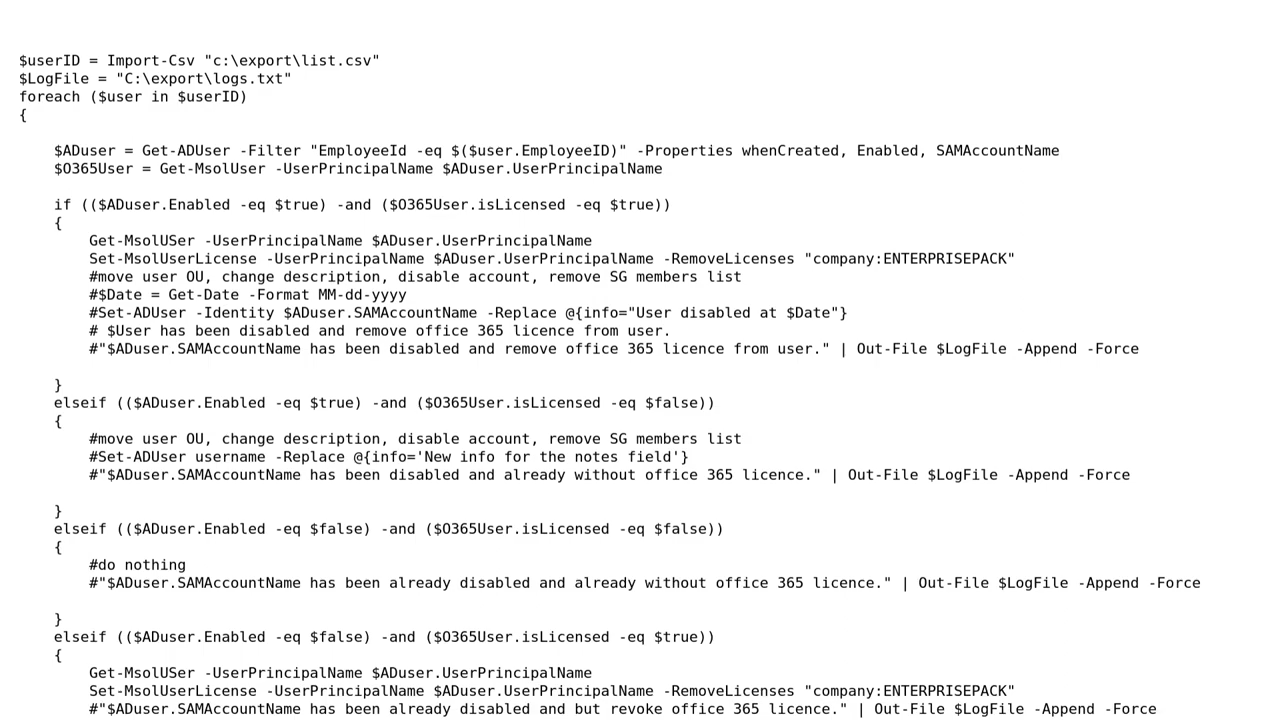 $userID = Import-Csv "c:\export\list.csv"
$LogFile = "C:\export\logs.txt"
foreach ($user in $userID)
{
$ADuser = Get-ADUser -Filter "EmployeeId -eq $($user.EmployeeID)" -Properties whenCreated, Enabled, SAMAccountName
$O365User = Get-MsolUser -UserPrincipalName $ADuser.UserPrincipalName
if (($ADuser.Enabled -eq $true) -and ($O365User.isLicensed -eq $true))
{
Get-MsolUSer -UserPrincipalName $ADuser.UserPrincipalName
Set-MsolUserLicense -UserPrincipalName $ADuser.UserPrincipalName -RemoveLicenses "company:ENTERPRISEPACK"
#move user OU, change description, disable account, remove SG members list
#$Date = Get-Date -Format MM-dd-yyyy
#Set-ADUser -Identity $ADuser.SAMAccountName -Replace @{info="User disabled at $Date"}
# $User has been disabled and remove office 365 licence from user.
#"$ADuser.SAMAccountName has been disabled and remove office 365 licence from user." | Out-File $LogFile -Append -Force
}
elseif (($ADuser.Enabled -eq $true) -and ($O365User.isLicensed -eq $false))
{
#move user OU, change description, disable account, remove SG members list
#Set-ADUser username -Replace @{info='New info for the notes field'}
#"$ADuser.SAMAccountName has been disabled and already without office 365 licence." | Out-File $LogFile -Append -Force
}
elseif (($ADuser.Enabled -eq $false) -and ($O365User.isLicensed -eq $false))
{
#do nothing
#"$ADuser.SAMAccountName has been already disabled and already without office 365 licence." | Out-File $LogFile -Append -Force
}
elseif (($ADuser.Enabled -eq $false) -and ($O365User.isLicensed -eq $true))
{
Get-MsolUSer -UserPrincipalName $ADuser.UserPrincipalName
Set-MsolUserLicense -UserPrincipalName $ADuser.UserPrincipalName -RemoveLicenses "company:ENTERPRISEPACK"
#"$ADuser.SAMAccountName has been already disabled and but revoke office 365 licence." | Out-File $LogFile -Append -Force